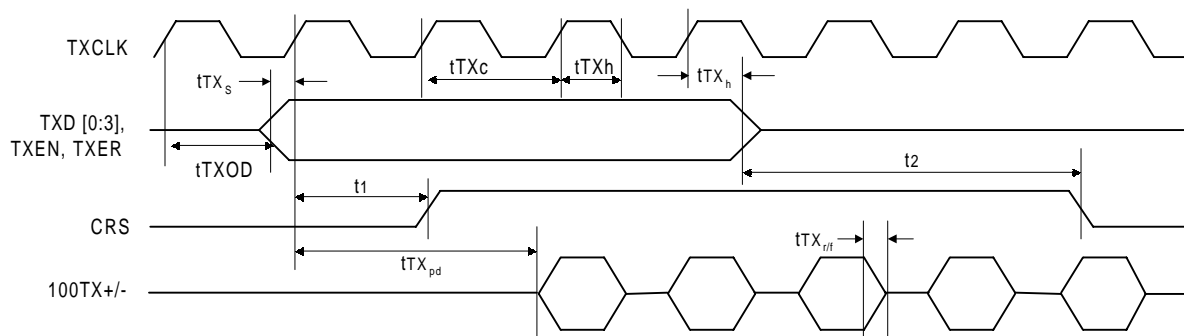 TXCLK
tTXc
tTXh
tTXs
tTXh
TXD [0:3],
TXEN, TXER
tTXOD
t1
t2
CRS
tTXr/f
tTXpd
100TX+/-